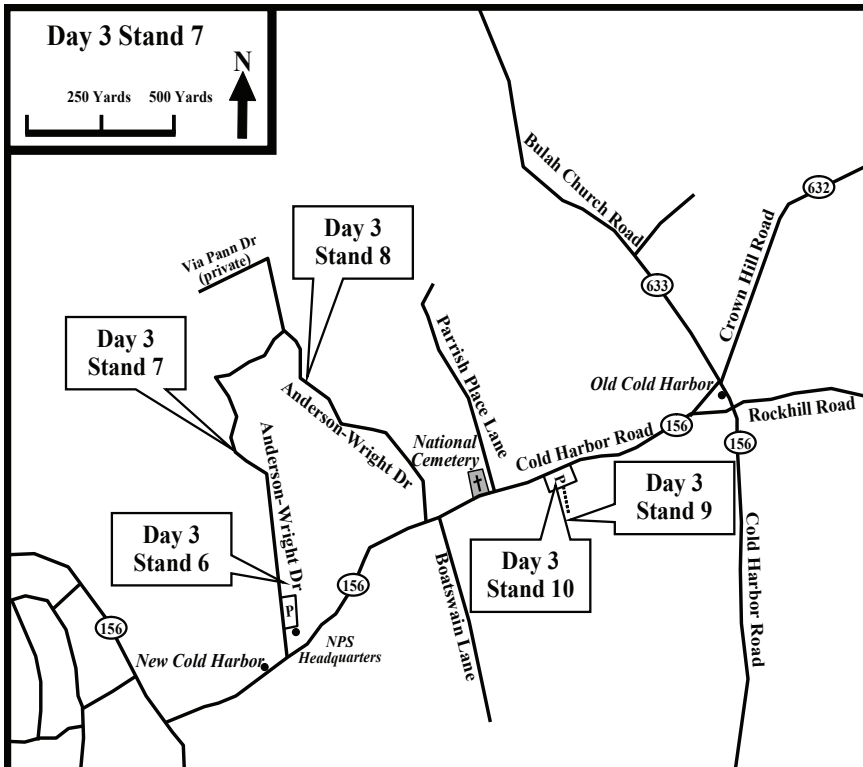 Day 3 Stand 7
N
250 Yards 500 Yards
Bulah Church Road
632
Crown Hill Road
633
Via Pann Dr
(private)
Day 3
Stand 8
Day 3
Stand 7
Parrish Place Lane
Old Cold Harbor
Anderson-Wright Dr
Rockhill Road
156
Cold Harbor Road
156
National
Cemetery
P
Anderson-Wright Dr
Day 3
Stand 9
Day 3
Stand 6
Day 3
Stand 10
Cold Harbor Road
Boatswain Lane
156
P
156
NPS
Headquarters
New Cold Harbor